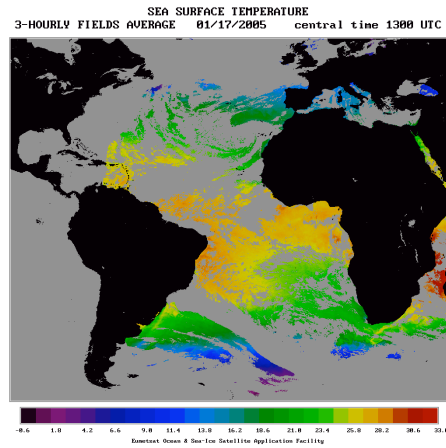 SEA SURFACE TEMPERATURE
3-HOURLY FIELDS AVERAGE 01/17/2005 central time 1300 UTC
-0.6 1.8 4.2 6.6 9.0 11.4 13.8 16.2 18.6 21.0 23.4 25.8 28.2 30.6 33.0
Eumetsat Ocean & Sea-Ice Satellite Application Facility